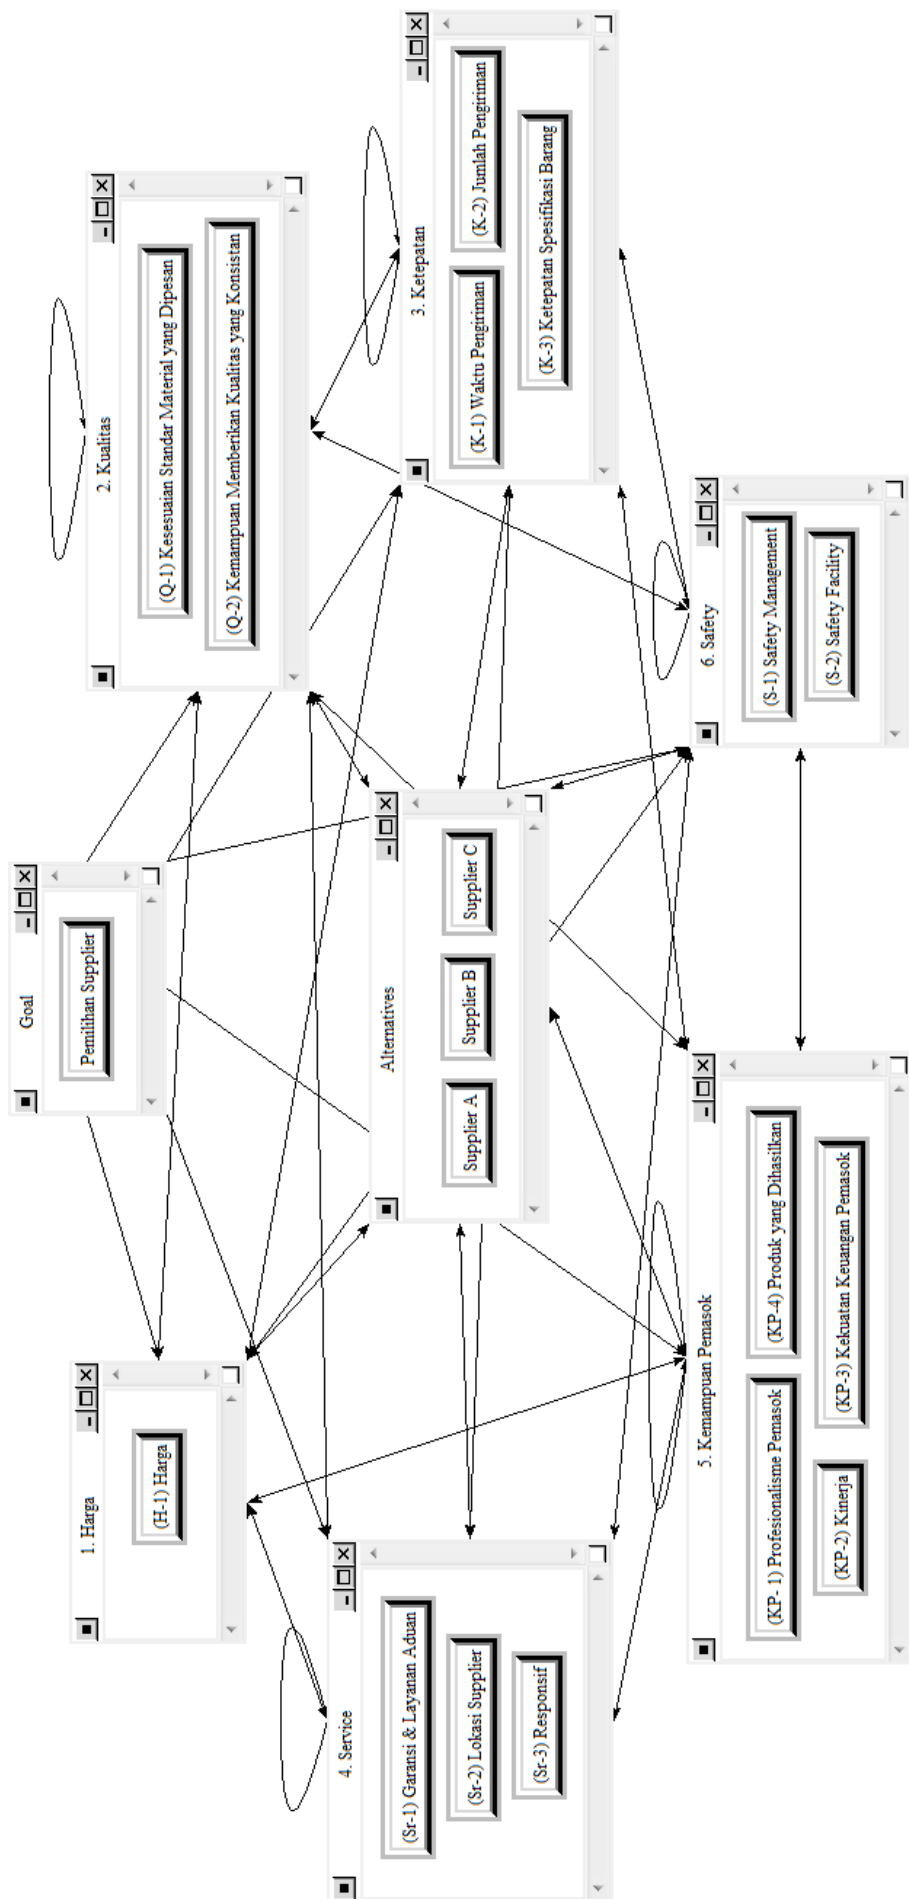 Goal
Pemilihan Supplier
1. Harga
(H-1) Harga
2. Kualitas
(Q-1) Kesesuaian Standar Material yang Dipesan
(Q-2) Kemampuan Memberikan Kualitas yang Konsistan
4. Service
(Sr-1) Garansi & Layanan Aduan
(Sr-2) Lokasi Supplier
(Sr-3) Responsif
Alternatives
Supplier A
Supplier B
Supplier C
3. Ketepatan
(K-1) Waktu Pengiriman
(K-2) Jumlah Pengiriman
(K-3) Ketepatan Spesifikasi Barang
5. Kemampuan Pemasok
(KP- 1) Profesionalisme Pemasok
(KP-4) Produk yang Dihasilkan
(KP-2) Kinerja
(KP-3) Kekuatan Keuangan Pemasok
6. Safety
(S-1) Safety Management
(S-2) Safety Facility